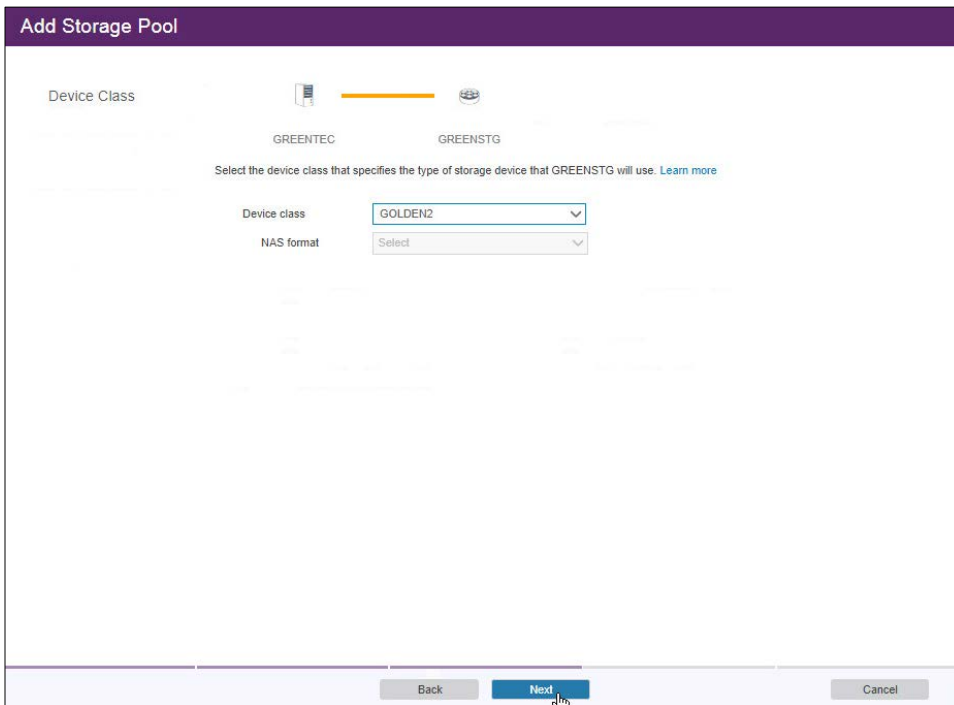 Add Storage Pool
Device Class
GREENTEC GREENSTG
Select the device class that specifies the type of storage device that GREENSTG will use. Learn more
Device class GOLDEN2
NAS format Select
Back Next Cancel